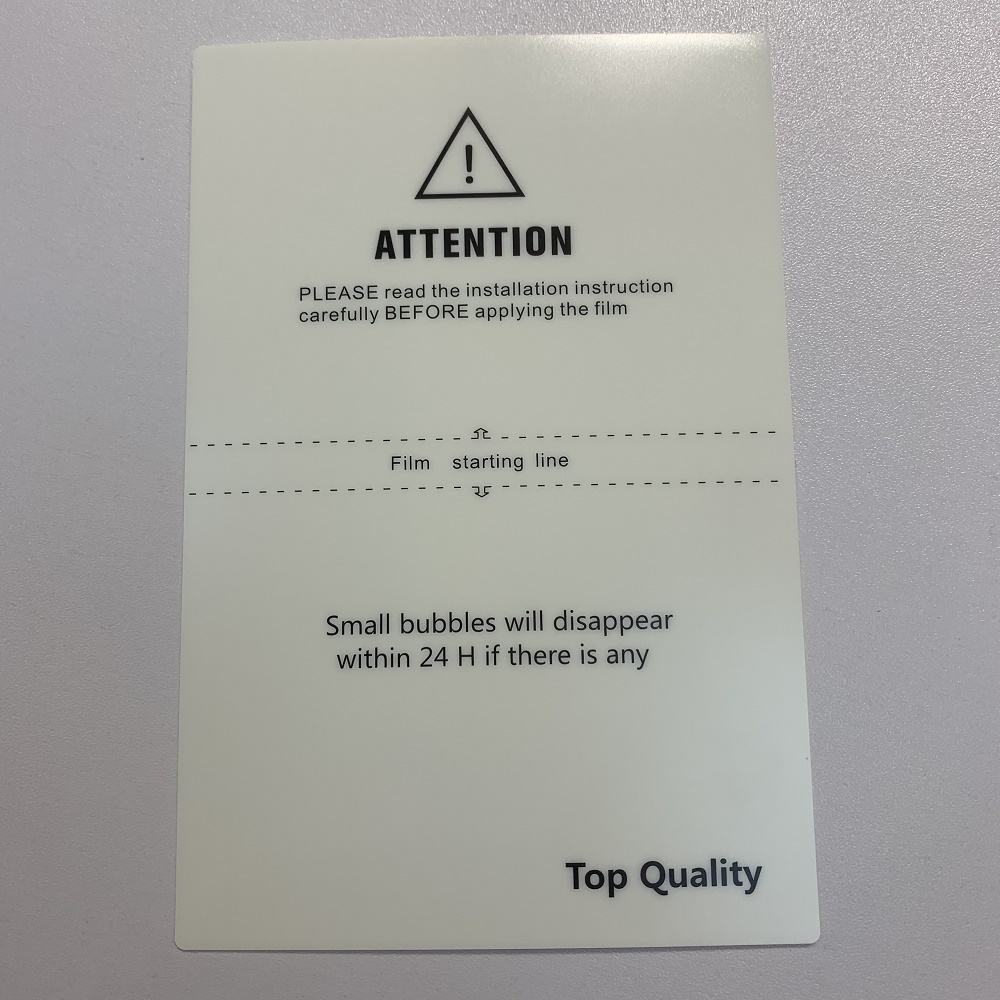 !
ATTENTION
PLEASE read the installation instruction
carefully BEFORE applying the film
Film starting line
Small bubbles will disappear
within 24 H if there is any
Top Quality